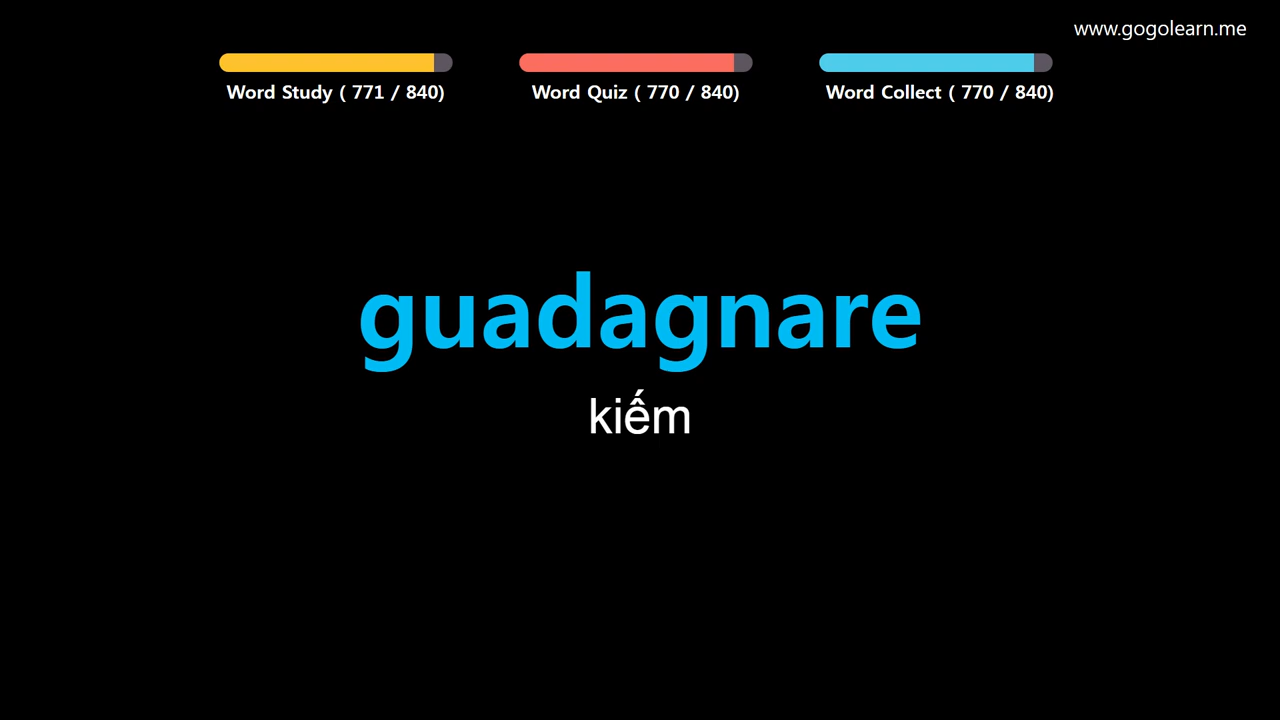 www.gogolearn.me
Word Study ( 771 / 840)
Word Quiz ( 770 / 840)
Word Collect ( 770 / 840)
guadagnare
kiếm